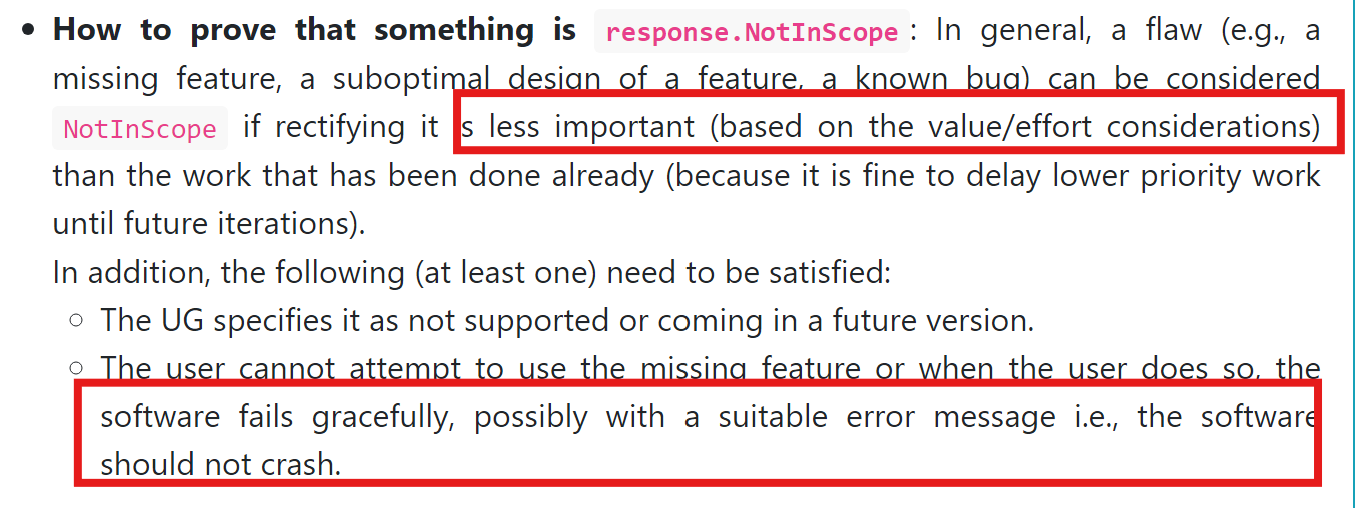 • How to prove that something is response.NotInScope: In general, a flaw (e.g., a
missing feature, a suboptimal design of a feature, a known bug) can be considered
NotInScope if rectifying it is less important (based on the value/effort considerations)
than the work that has been done already (because it is fine to delay lower priority work
until future iterations).
In addition, the following (at least one) need to be satisfied:
○ The UG specifies it as not supported or coming in a future version.
○ The user cannot attempt to use the missing feature or when the user does so, the
software fails gracefully, possibly with a suitable error message i.e., the software
should not crash.